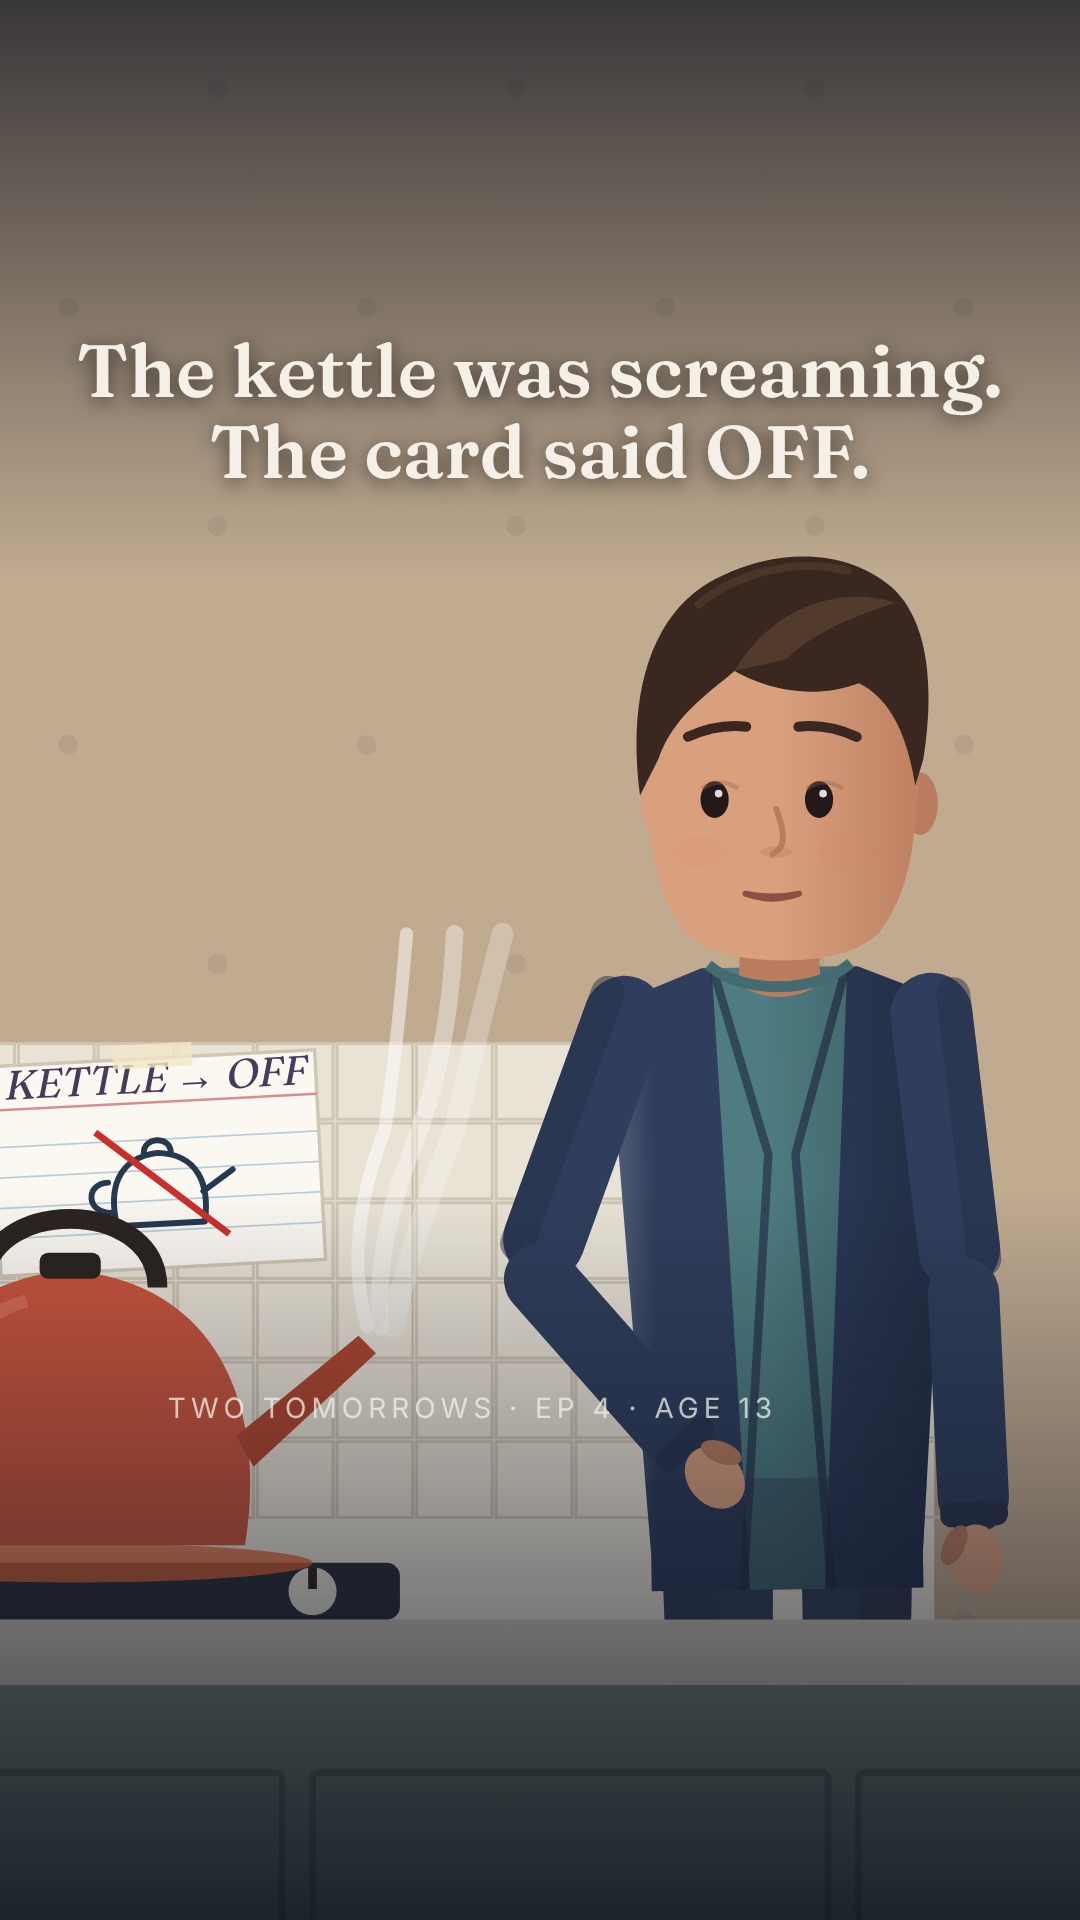 The kettle was screaming.
The card said OFF.
KETTLE → OFF
TWO TOMORROWS · EP 4 · AGE 13